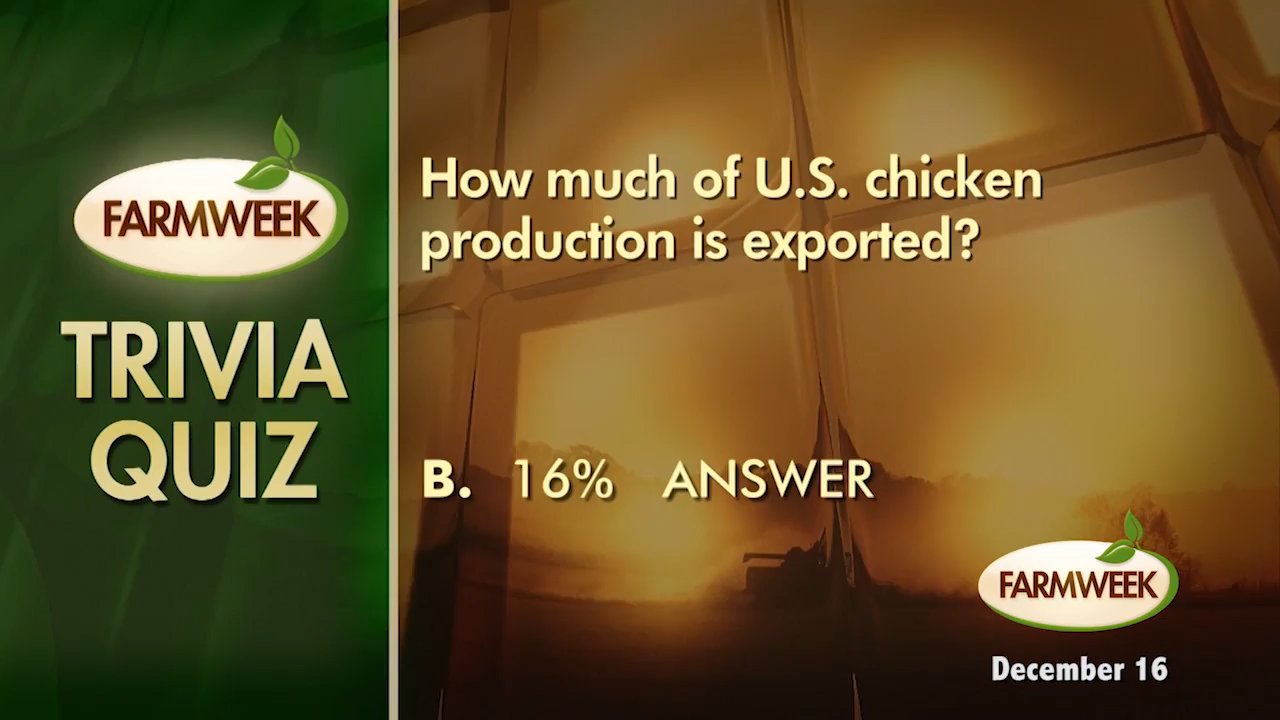 FARMWEEK
TRIVIA
QUIZ
How much of U.S. chicken
production is exported?
B. 16% ANSWER
FARMWEEK
December 16